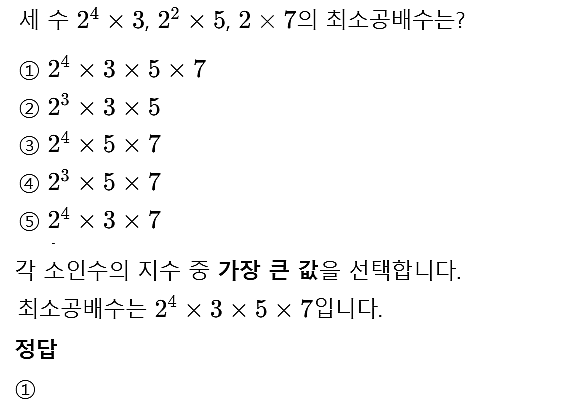 세 수 2⁴ × 3, 2² × 5, 2 × 7의 최소공배수는?
① 2⁴ × 3 × 5 × 7
② 2³ × 3 × 5
③ 2⁴ × 5 × 7
④ 2³ × 5 × 7
⑤ 2⁴ × 3 × 7
각 소인수의 지수 중 가장 큰 값을 선택합니다.
최소공배수는 2⁴ × 3 × 5 × 7입니다.
정답
①